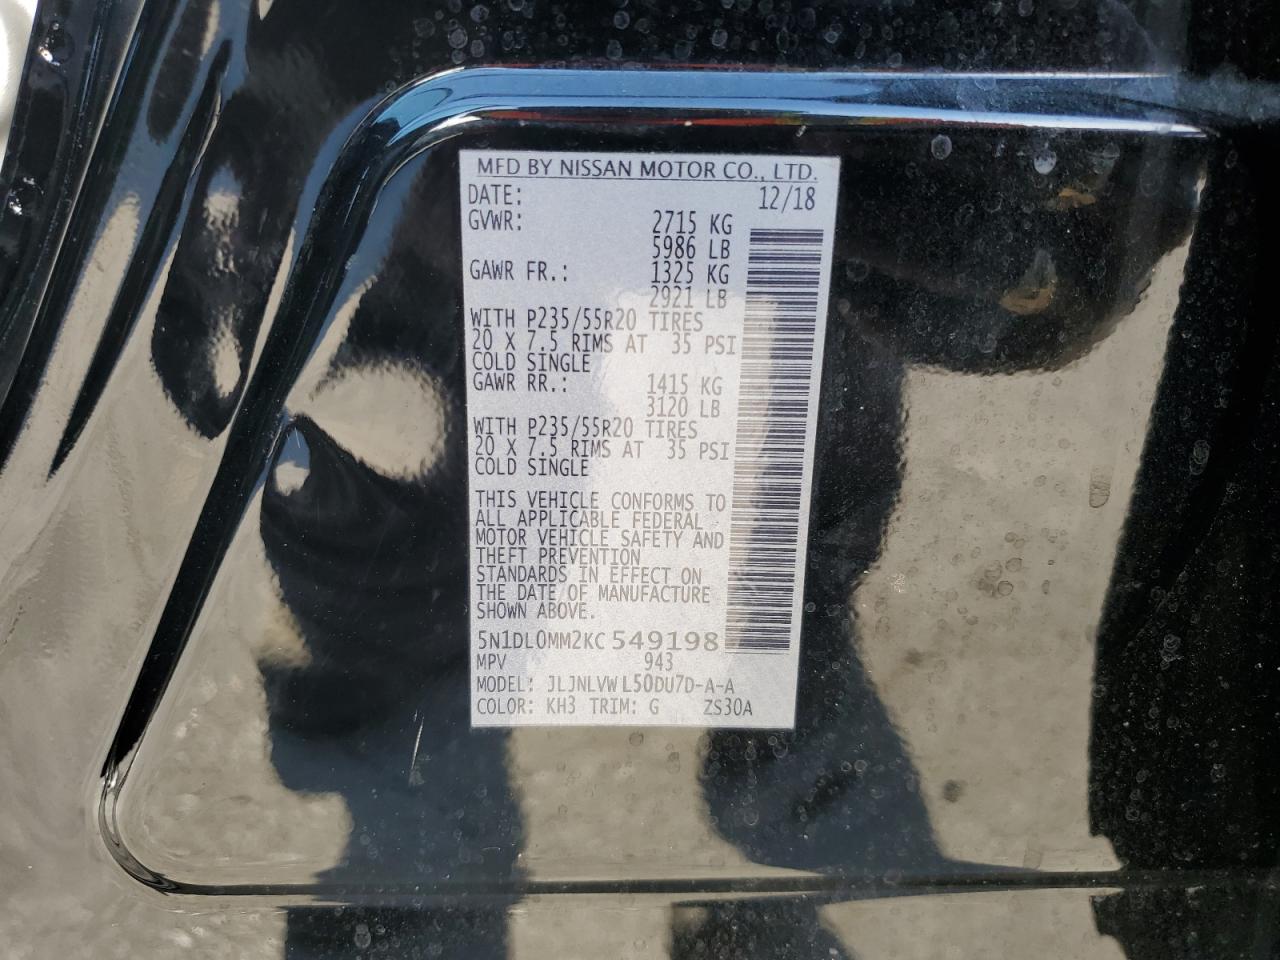 MFD BY NISSAN MOTOR CO., LTD.
DATE: 12/18
GVWR: 2715 KG
5986 LB
GAWR FR.: 1325 KG
2921 LB
WITH P235/55R20 TIRES
20 X 7.5 RIMS AT 35 PSI
COLD SINGLE
GAWR RR.: 1415 KG
3120 LB
WITH P235/55R20 TIRES
20 X 7.5 RIMS AT 35 PSI
COLD SINGLE
THIS VEHICLE CONFORMS TO
ALL APPLICABLE FEDERAL
MOTOR VEHICLE SAFETY AND
THEFT PREVENTION
STANDARDS IN EFFECT ON
THE DATE OF MANUFACTURE
SHOWN ABOVE.
5N1DL0MM2KC549198
MPV 943
MODEL: JLJNLVWL50DU7D-A-A
COLOR: KH3 TRIM: G ZS30A